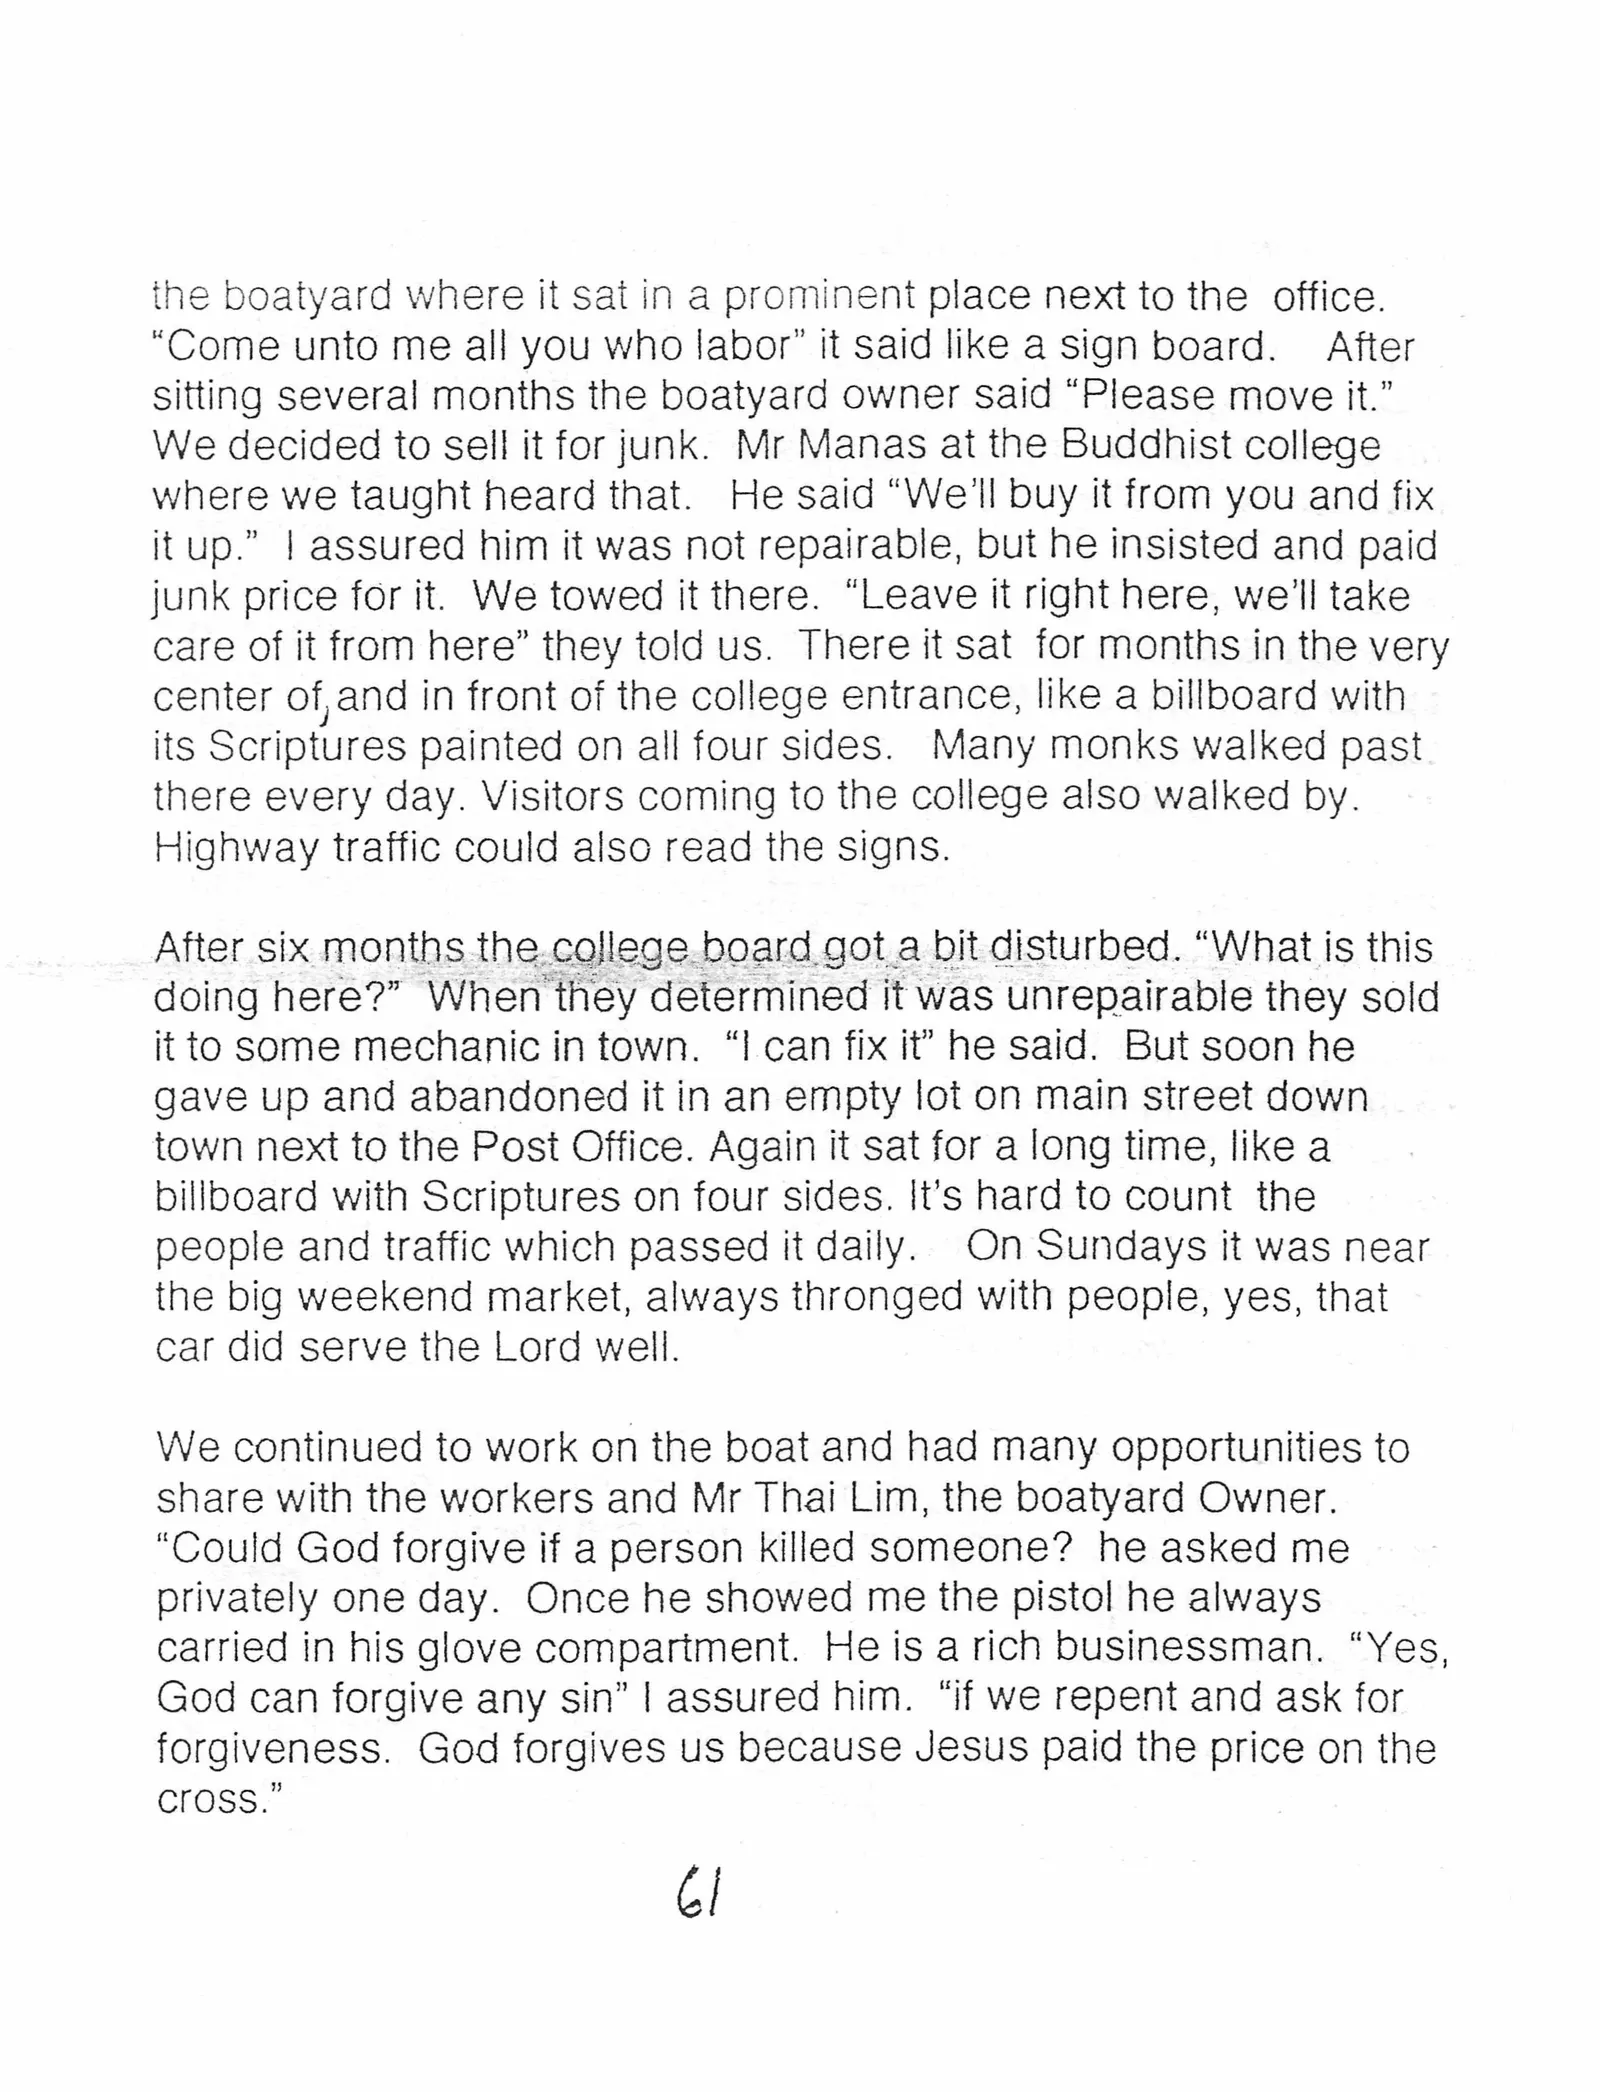 the boatyard where it sat in a prominent place next to the office.
“Come unto me all you who labor” it said like a sign board. After
sitting several months the boatyard owner said “Please move it.”
We decided to sell it for junk. Mr Manas at the Buddhist college
where we taught heard that. He said “We’ll buy it from you and fix
it up.” I assured him it was not repairable, but he insisted and paid
junk price for it. We towed it there. “Leave it right here, we’ll take
care of it from here” they told us. There it sat for months in the very
center of, and in front of the college entrance, like a billboard with
its Scriptures painted on all four sides. Many monks walked past
there every day. Visitors coming to the college also walked by.
Highway traffic could also read the signs.
After six months the college board got a bit disturbed. “What is this
doing here?” When they determined it was unrepairable they sold
it to some mechanic in town. “I can fix it” he said. But soon he
gave up and abandoned it in an empty lot on main street down
town next to the Post Office. Again it sat for a long time, like a
billboard with Scriptures on four sides. It’s hard to count the
people and traffic which passed it daily. On Sundays it was near
the big weekend market, always thronged with people, yes, that
car did serve the Lord well.
We continued to work on the boat and had many opportunities to
share with the workers and Mr Thai Lim, the boatyard Owner.
“Could God forgive if a person killed someone? he asked me
privately one day. Once he showed me the pistol he always
carried in his glove compartment. He is a rich businessman. “Yes,
God can forgive any sin” I assured him. “if we repent and ask for
forgiveness. God forgives us because Jesus paid the price on the
cross.”
61